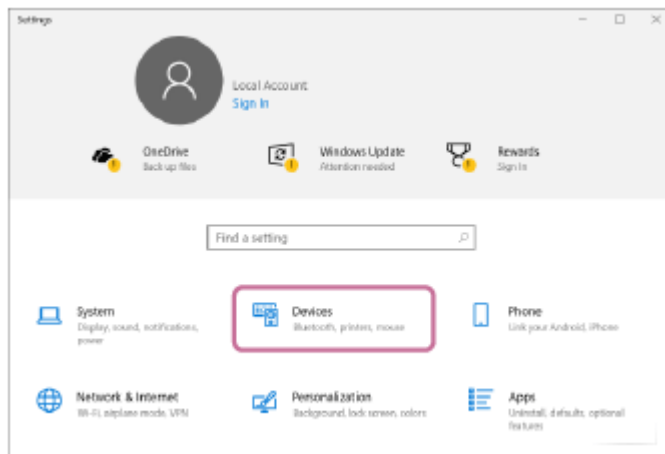 Settings
Local Account
Sign In
OneDrive
Back up files
Windows Update
Attention needed
Rewards
Sign In
Find a setting
System
Display, sound, notifications,
power
Devices
Bluetooth, printers, mouse
Phone
Link your Android, iPhone
Network & Internet
Wi-Fi, airplane mode, VPN
Personalization
Background, lock screen, colors
Apps
Uninstall, defaults, optional
features